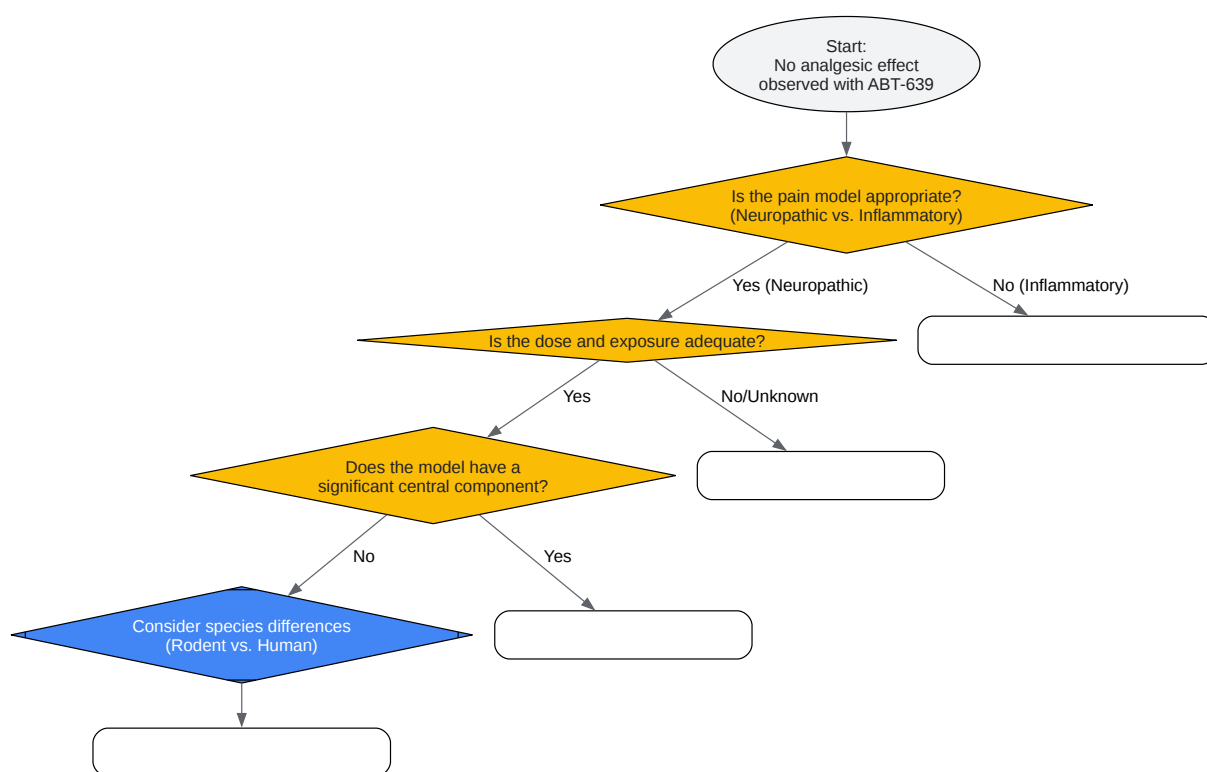 Start:
No analgesic effect
observed with ABT-639
Is the pain model appropriate?
(Neuropathic vs. Inflammatory)
Yes (Neuropathic)
No (Inflammatory)
Is the dose and exposure adequate?
Yes
No/Unknown
Does the model have a
significant central component?
No
Yes
Consider species differences
(Rodent vs. Human)